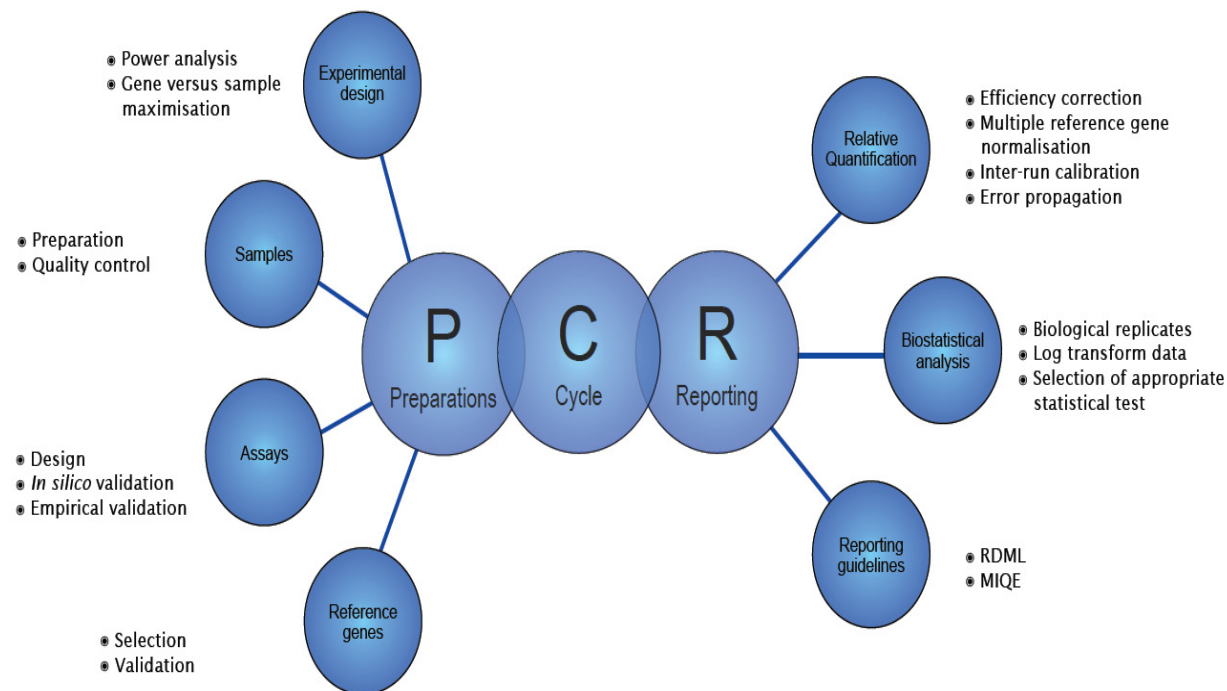 ● Power analysis
● Gene versus sample
maximisation
Experimental
design
● Preparation
● Quality control
Samples
● Design
● In silico validation
● Empirical validation
Assays
● Selection
● Validation
Reference
genes
P
Preparations
C
Cycle
R
Reporting
Relative
Quantification
● Efficiency correction
● Multiple reference gene
normalisation
● Inter-run calibration
● Error propagation
Biostatistical
analysis
● Biological replicates
● Log transform data
● Selection of appropriate
statistical test
Reporting
guidelines
● RDML
● MIQE